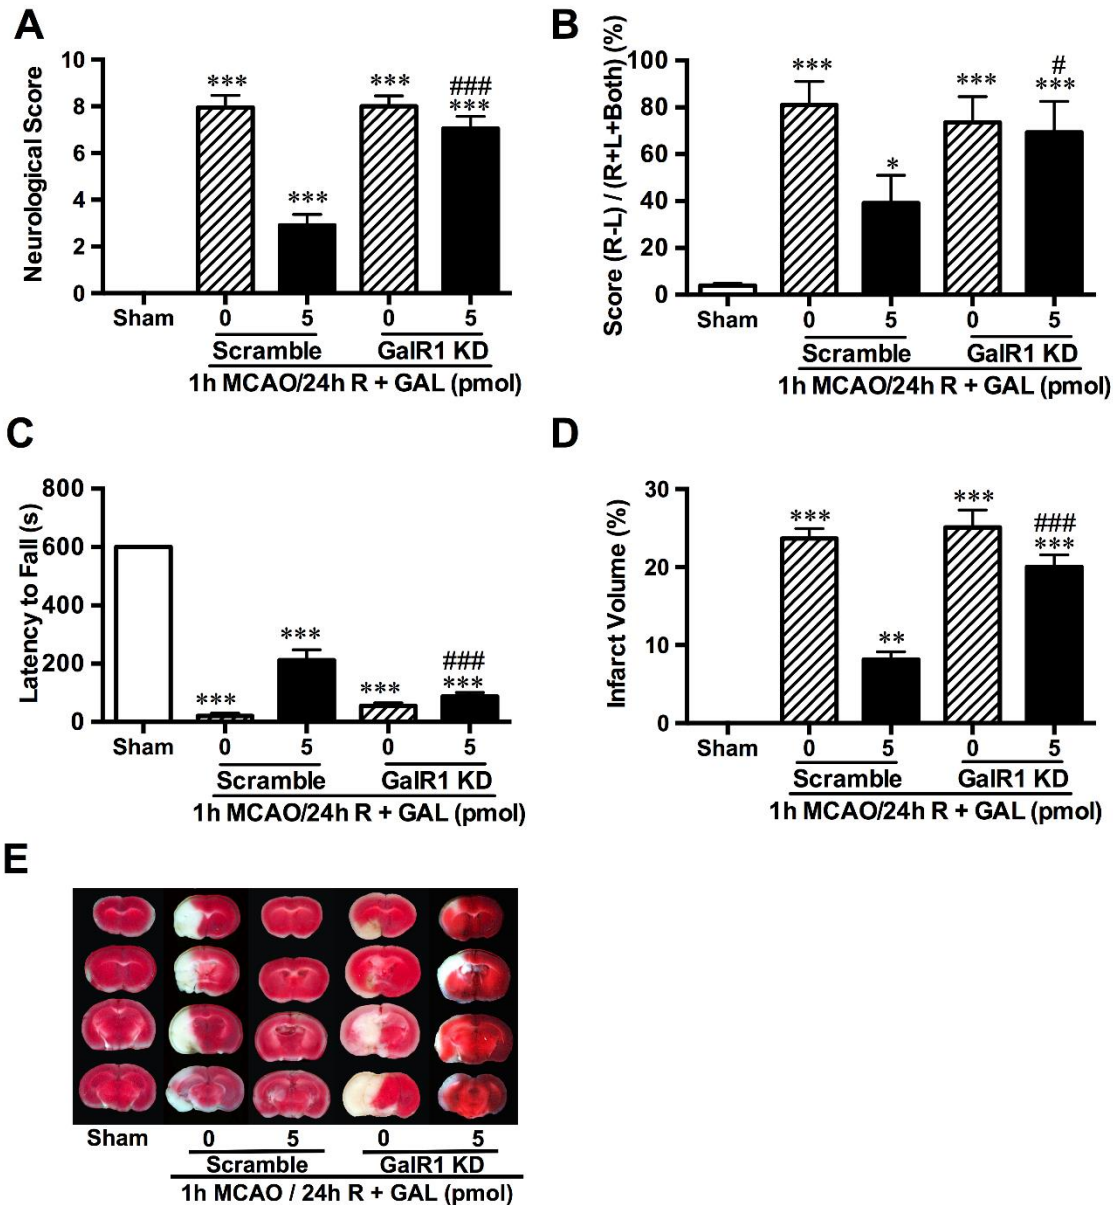 A
Neurological Score
10
8
6
4
2
0
***
***
***
###
***
Sham
0
5
0
5
Scramble
GalR1 KD
1h MCAO/24h R + GAL (pmol)
B
Score (R-L) / (R+L+Both) (%)
100
80
60
40
20
0
***
*
***
#
***
Sham
0
5
0
5
Scramble
GalR1 KD
1h MCAO/24h R + GAL (pmol)
C
Latency to Fall (s)
800
600
400
200
0
***
***
***
###
***
Sham
0
5
0
5
Scramble
GalR1 KD
1h MCAO/24h R + GAL (pmol)
D
Infarct Volume (%)
30
20
10
0
***
**
***
###
***
Sham
0
5
0
5
Scramble
GalR1 KD
1h MCAO/24h R + GAL (pmol)
E
Sham
0
5
0
5
Scramble
GalR1 KD
1h MCAO / 24h R + GAL (pmol)